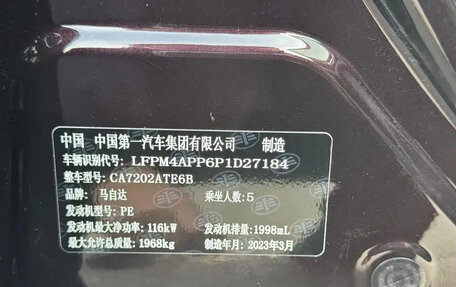 中国 中国第一汽车集团有限公司 制造
车辆识别代号: LFPM4APP6P1D27184
整车型号: CA7202ATE6B
品牌: 马自达 乘坐人数: 5
发动机型号: PE
发动机最大净功率: 116kW 发动机排量: 1998mL
最大允许总质量: 1968kg 制造年月: 2023年3月